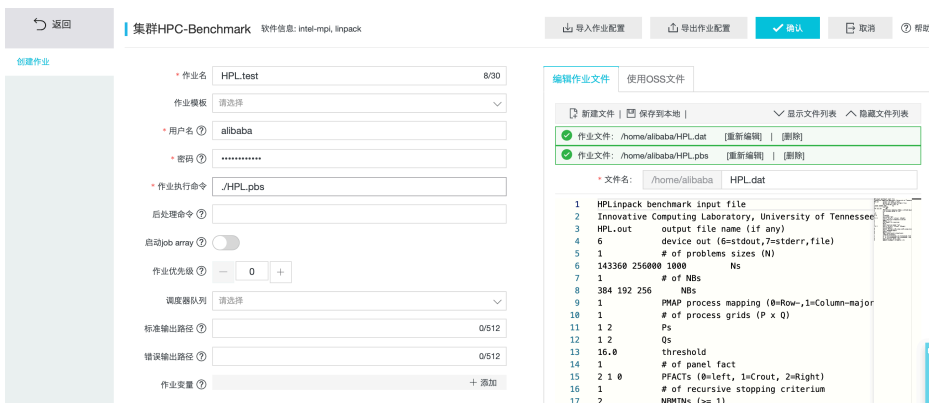 返回
集群HPC-Benchmark 软件信息: intel-mpi, linpack
导入作业配置 导出作业配置 确认 取消 帮助
创建作业
* 作业名 HPL.test 8/30
作业模板 请选择
* 用户名 alibaba
* 密码 ••••••••••••
* 作业执行命令 ./HPL.pbs
后处理命令
启动job array
作业优先级 — 0 +
调度器队列 请选择
标准输出路径 0/512
错误输出路径 0/512
作业变量 + 添加
编辑作业文件 使用OSS文件
新建文件 | 保存到本地 | 显示文件列表 隐藏文件列表
作业文件: /home/alibaba/HPL.dat [重新编辑] | [删除]
作业文件: /home/alibaba/HPL.pbs [重新编辑] | [删除]
* 文件名: /home/alibaba HPL.dat
1 HPLinpack benchmark input file
2 Innovative Computing Laboratory, University of Tennessee
3 HPL.out output file name (if any)
4 6 device out (6=stdout,7=stderr,file)
5 1 # of problems sizes (N)
6 143360 256000 1000 Ns
7 1 # of NBs
8 384 192 256 NBs
9 1 PMAP process mapping (0=Row-,1=Column-major
10 1 # of process grids (P x Q)
11 1 2 Ps
12 1 2 Qs
13 16.0 threshold
14 1 # of panel fact
15 2 1 0 PFACTs (0=left, 1=Crout, 2=Right)
16 1 # of recursive stopping criterium
17 2 NBMINs (>= 1)